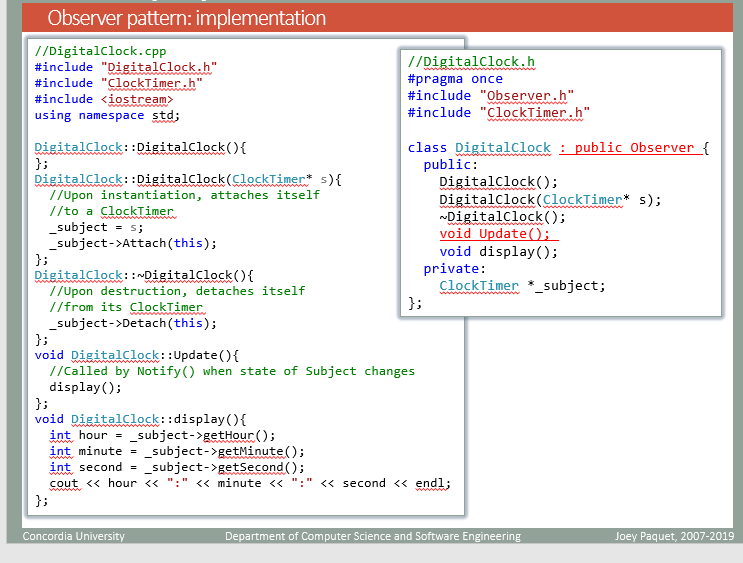 Observer pattern: implementation
//DigitalClock.cpp
#include "DigitalClock.h"
#include "ClockTimer.h"
#include <iostream>
using namespace std;

DigitalClock::DigitalClock(){
};
DigitalClock::DigitalClock(ClockTimer* s){
  //Upon instantiation, attaches itself
  //to a ClockTimer
  _subject = s;
  _subject->Attach(this);
};
DigitalClock::~DigitalClock(){
  //Upon destruction, detaches itself
  //from its ClockTimer
  _subject->Detach(this);
};
void DigitalClock::Update(){
  //Called by Notify() when state of Subject changes
  display();
};
void DigitalClock::display(){
  int hour = _subject->getHour();
  int minute = _subject->getMinute();
  int second = _subject->getSecond();
  cout << hour << ":" << minute << ":" << second << endl;
};
//DigitalClock.h
#pragma once
#include "Observer.h"
#include "ClockTimer.h"

class DigitalClock : public Observer {
  public:
    DigitalClock();
    DigitalClock(ClockTimer* s);
    ~DigitalClock();
    void Update();
    void display();
  private:
    ClockTimer *_subject;
};
Concordia University
Department of Computer Science and Software Engineering
Joey Paquet, 2007-2019